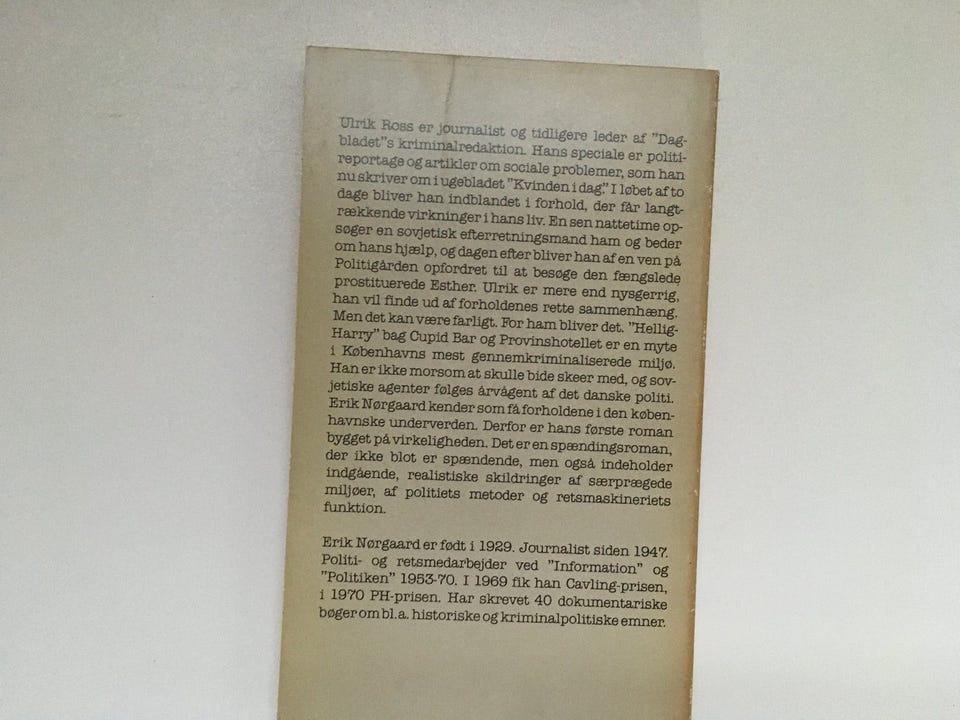 Ulrik Ross er journalist og tidligere leder af "Dag-
bladet"s kriminalredaktion. Hans speciale er politi-
reportage og artikler om sociale problemer, som han
nu skriver om i ugebladet "Kvinden i dag." I løbet af to
dage bliver han indblandet i forhold, der får langt-
rækkende virkninger i hans liv. En sen nattetime op-
søger en sovjetisk efterretningsmand ham og beder
om hans hjælp, og dagen efter bliver han af en ven på
Politigården opfordret til at besøge den fængslede
prostituerede Esther. Ulrik er mere end nysgerrig,
han vil finde ud af forholdenes rette sammenhæng.
Men det kan være farligt. For ham bliver det. "Hellig-
Harry" bag Cupid Bar og Provinshotellet er en myte
i Københavns mest gennemkriminaliserede miljø.
Han er ikke morsom at skulle bide skeer med, og sov-
jetiske agenter følges årvågent af det danske politi.
Erik Nørgaard kender som få forholdene i den køben-
havnske underverden. Derfor er hans første roman
bygget på virkeligheden. Det er en spændingsroman,
der ikke blot er spændende, men også indeholder
indgående, realistiske skildringer af særprægede
miljøer, af politiets metoder og retsmaskineriets
funktion.
Erik Nørgaard er født i 1929. Journalist siden 1947.
Politi- og retsmedarbejder ved "Information" og
"Politiken" 1953-70. I 1969 fik han Cavling-prisen,
i 1970 PH-prisen. Har skrevet 40 dokumentariske
bøger om bl.a. historiske og kriminalpolitiske emner.